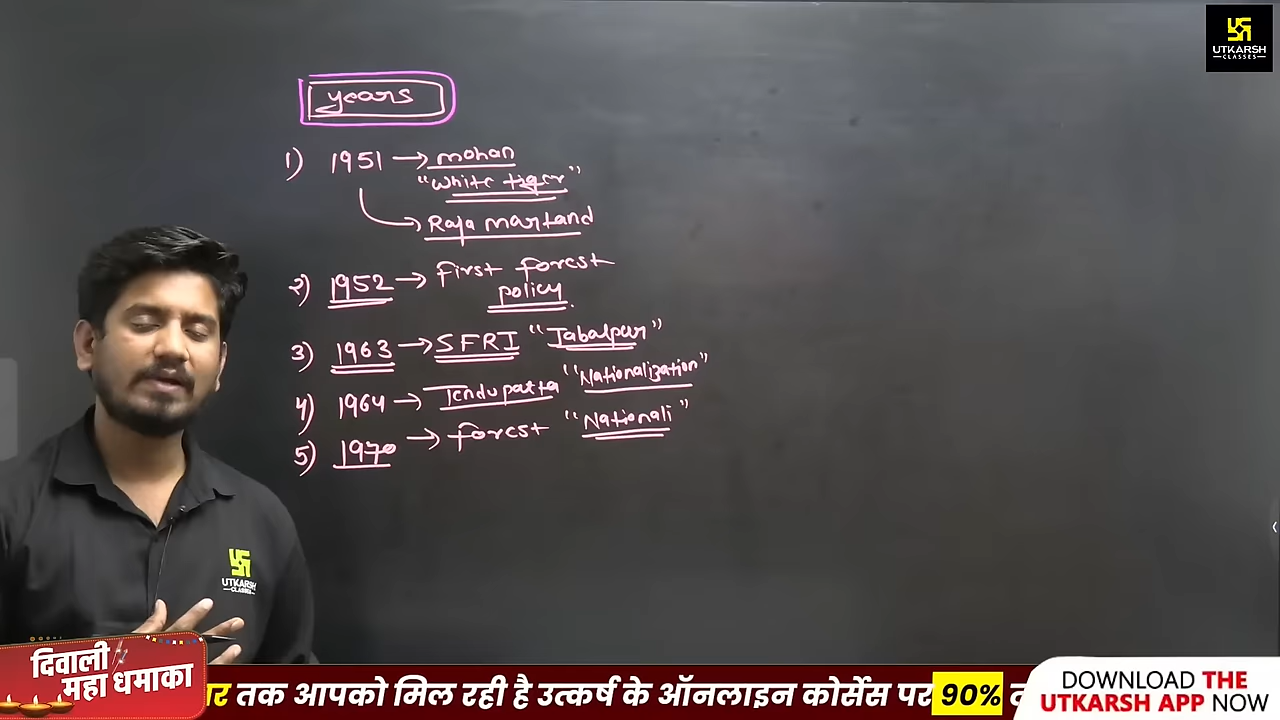 UTKARSH
CLASSES
years
1) 1951 → mohan
"White tiger"
Raja martand
2) 1952 → First forest
policy.
3) 1963 → SFRI "Jabalpur"
4) 1964 → Tendupatta "Nationalization"
5) 1970 → forest "Nationali"
UTKARSH
CLASSES
दिवाली
महा धमाका
तक आपको मिल रही है उत्कर्ष के ऑनलाइन कोर्सेस पर 90%
DOWNLOAD THE
UTKARSH APP NOW